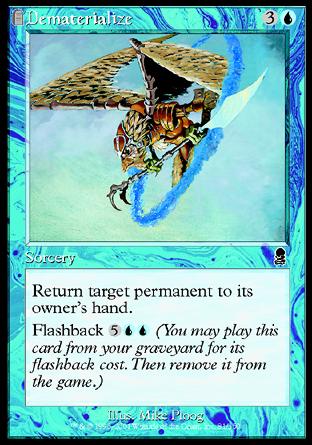 Dematerialize 3
Sorcery
Return target permanent to its
owner's hand.
Flashback 5 (You may play this
card from your graveyard for its
flashback cost. Then remove it from
the game.)
Illus. Mike Ploog